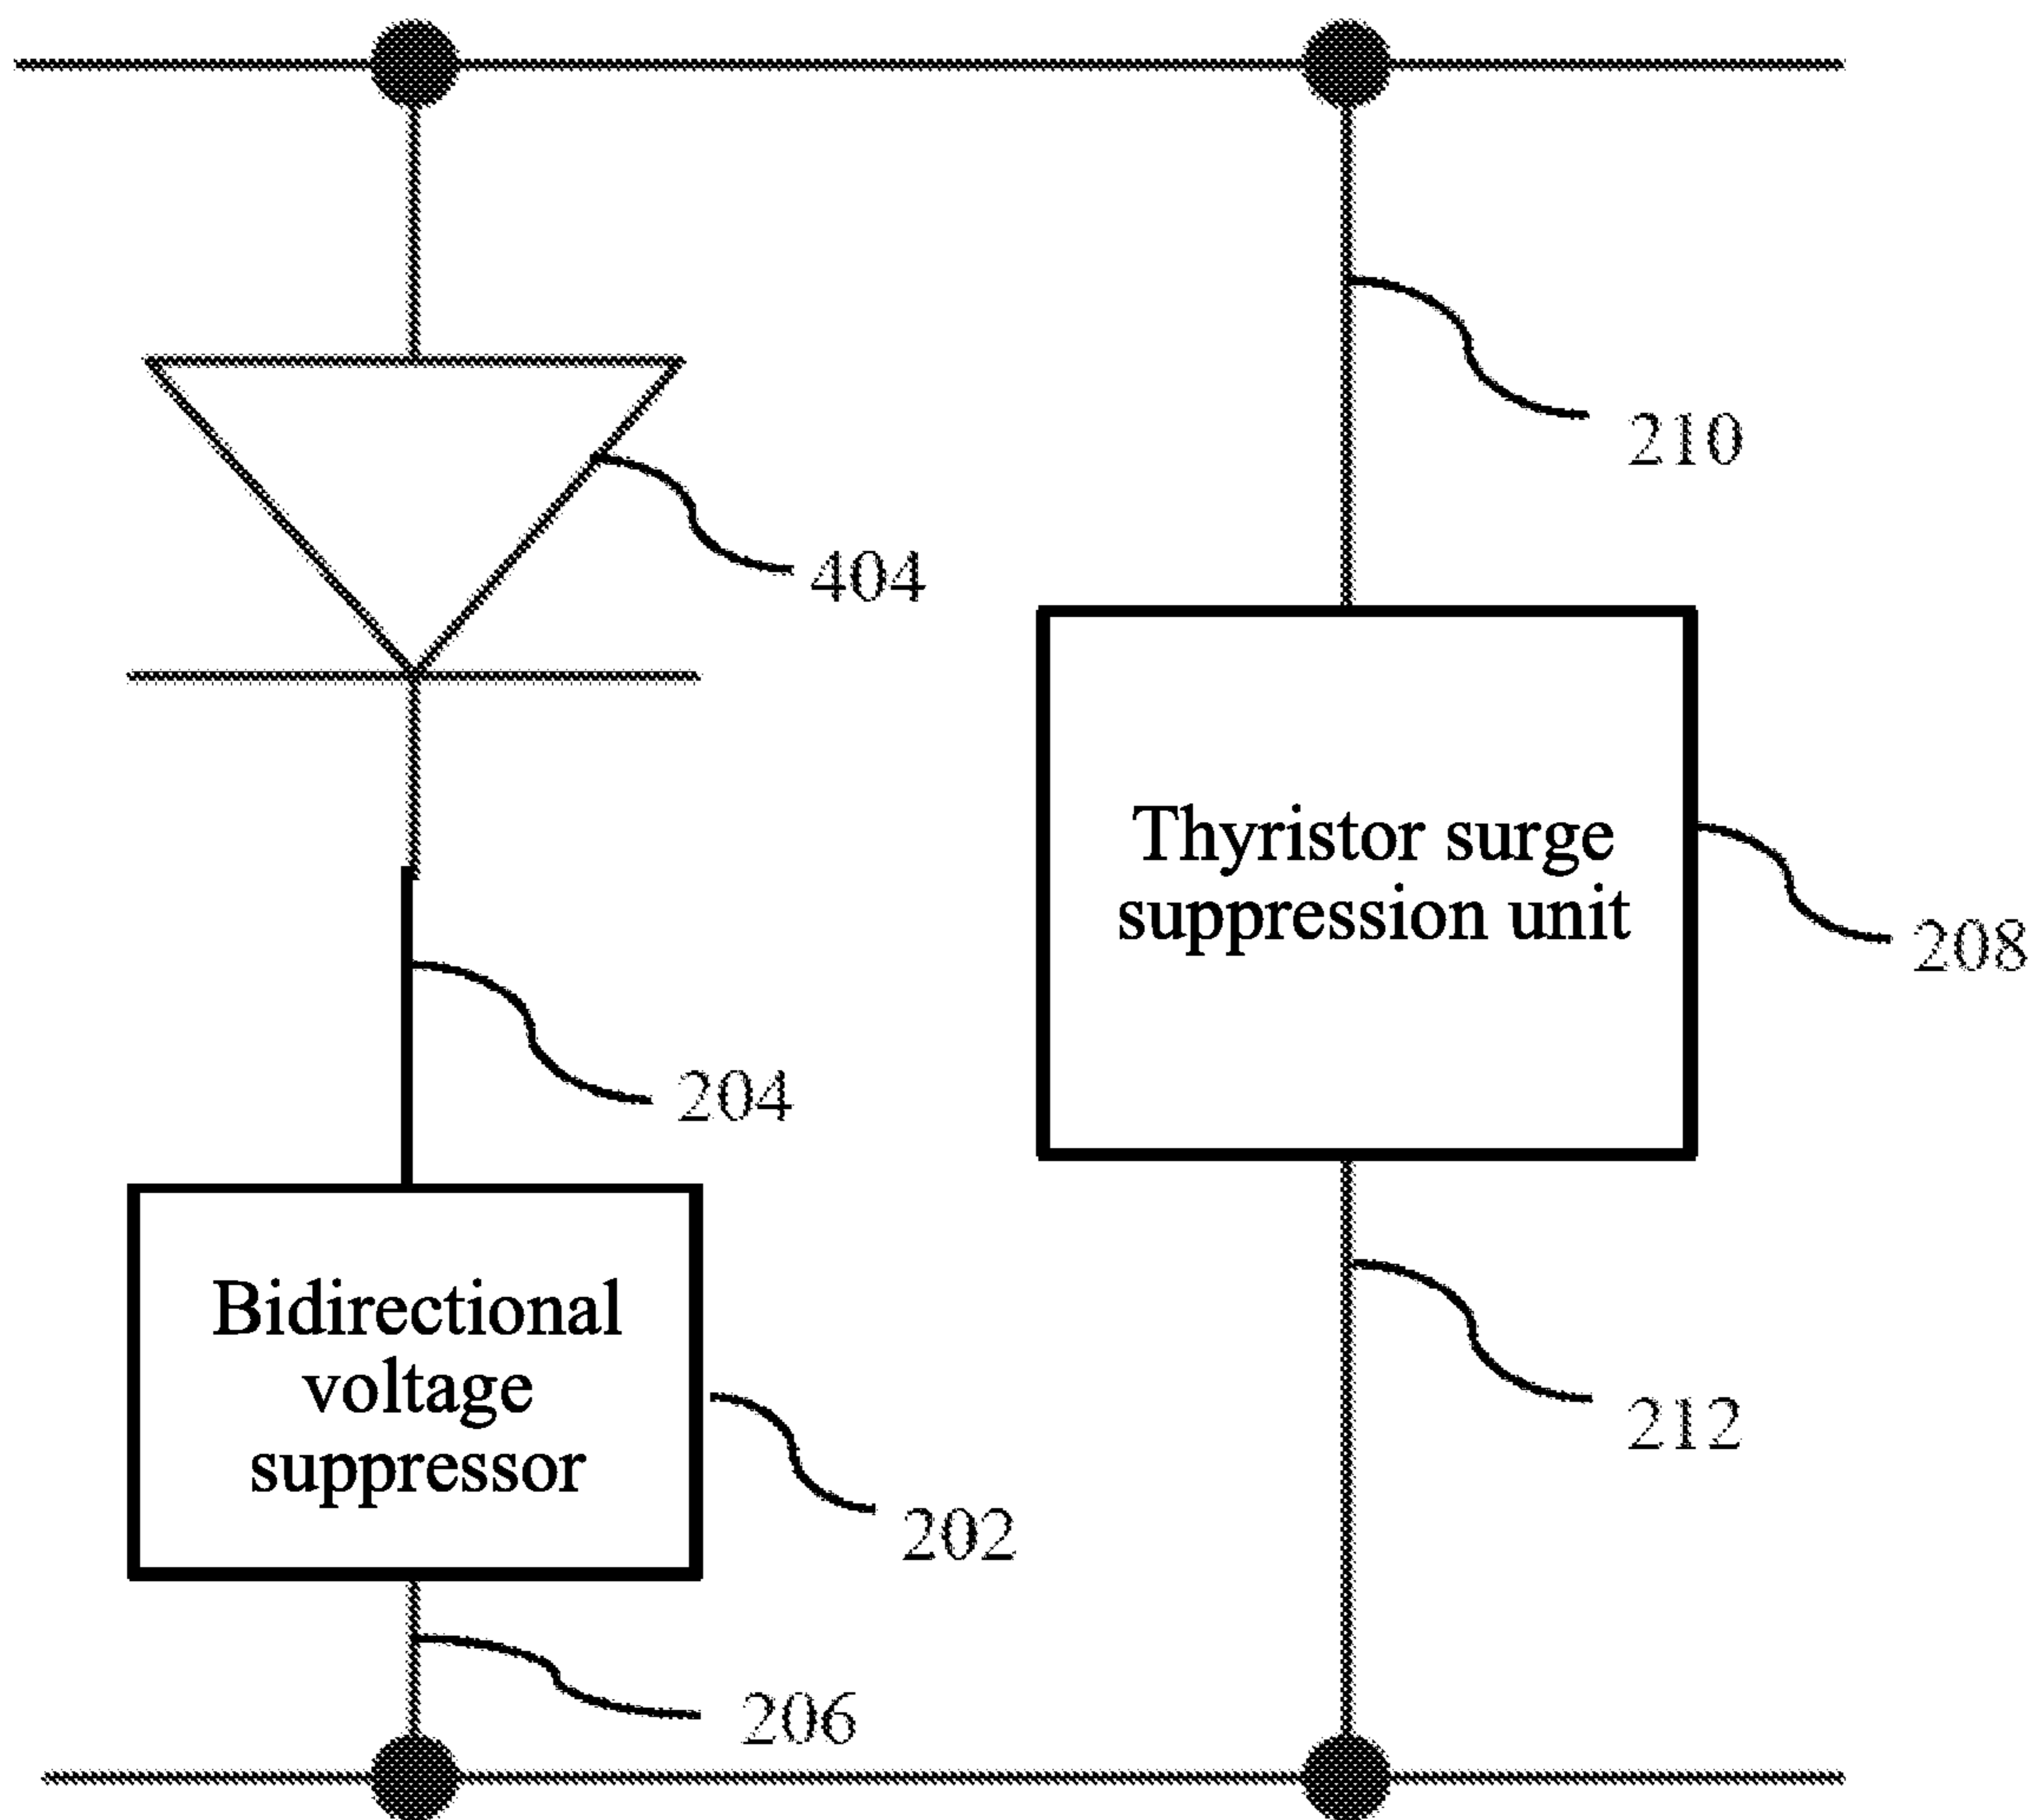 210
404
Thyristor surge
suppression unit
208
204
Bidirectional
voltage
suppressor
212
202
206